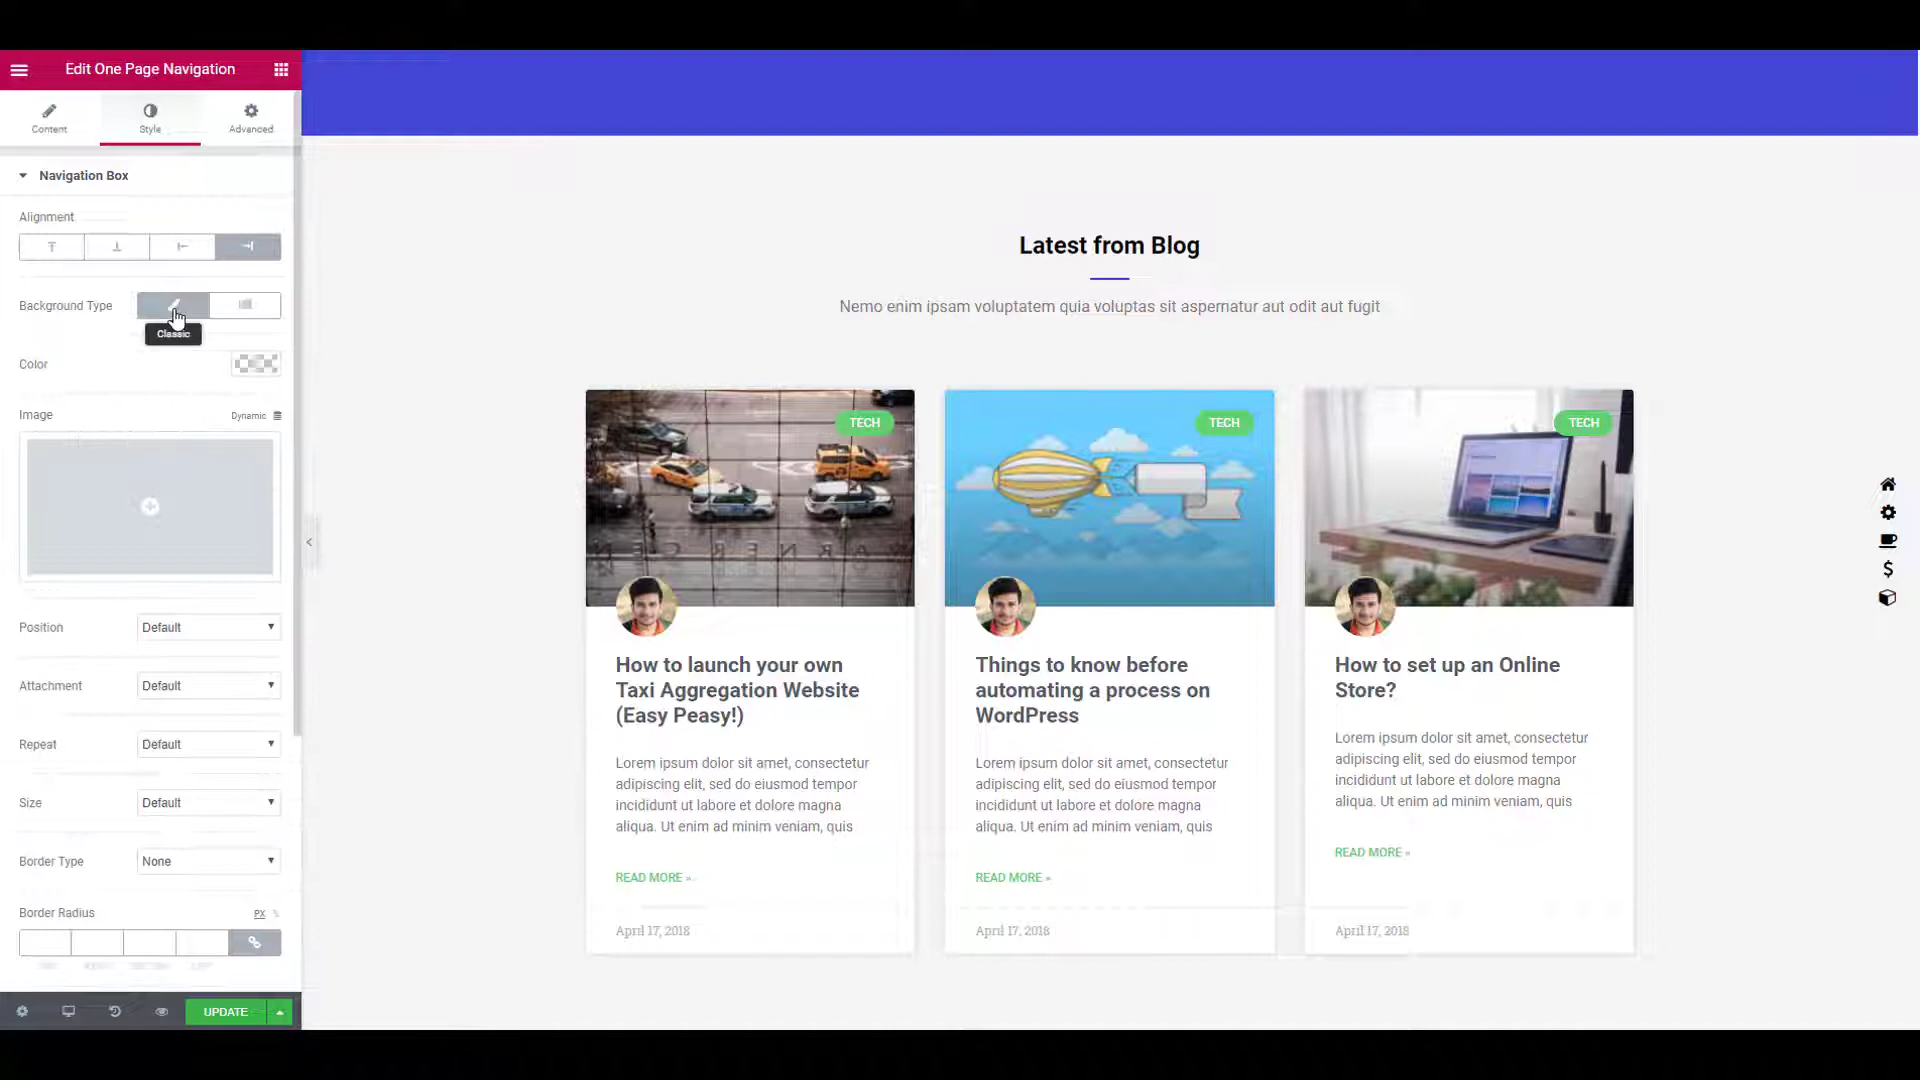 Edit One Page Navigation
Content
Style
Advanced
Navigation Box
Alignment
Background Type
Classic
Color
Image
Dynamic
Position
Default
Attachment
Default
Repeat
Default
Size
Default
Border Type
None
Border Radius
PX
UPDATE
Latest from Blog
Nemo enim ipsam voluptatem quia voluptas sit aspernatur aut odit aut fugit
TECH
How to launch your own
Taxi Aggregation Website
(Easy Peasy!)
Lorem ipsum dolor sit amet, consectetur
adipiscing elit, sed do eiusmod tempor
incididunt ut labore et dolore magna
aliqua. Ut enim ad minim veniam, quis
READ MORE »
April 17, 2018
TECH
Things to know before
automating a process on
WordPress
Lorem ipsum dolor sit amet, consectetur
adipiscing elit, sed do eiusmod tempor
incididunt ut labore et dolore magna
aliqua. Ut enim ad minim veniam, quis
READ MORE »
April 17, 2018
TECH
How to set up an Online
Store?
Lorem ipsum dolor sit amet, consectetur
adipiscing elit, sed do eiusmod tempor
incididunt ut labore et dolore magna
aliqua. Ut enim ad minim veniam, quis
READ MORE »
April 17, 2018